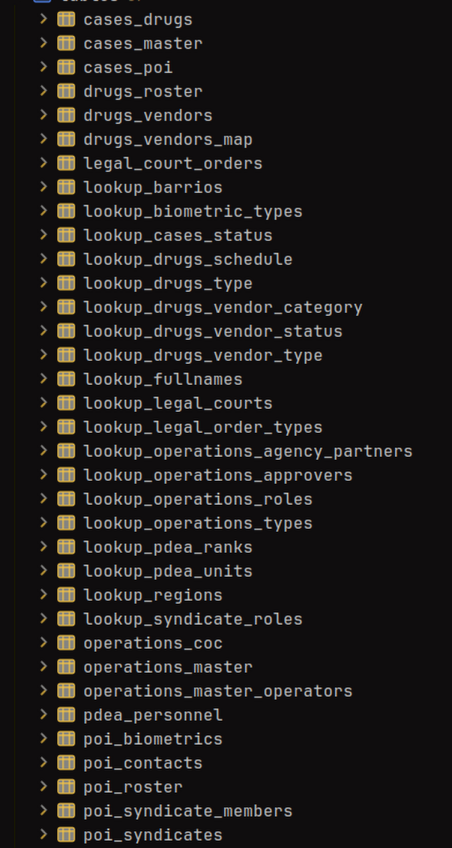 cases_drugs
cases_master
cases_poi
drugs_roster
drugs_vendors
drugs_vendors_map
legal_court_orders
lookup_barrios
lookup_biometric_types
lookup_cases_status
lookup_drugs_schedule
lookup_drugs_type
lookup_drugs_vendor_category
lookup_drugs_vendor_status
lookup_drugs_vendor_type
lookup_fullnames
lookup_legal_courts
lookup_legal_order_types
lookup_operations_agency_partners
lookup_operations_approvers
lookup_operations_roles
lookup_operations_types
lookup_pdea_ranks
lookup_pdea_units
lookup_regions
lookup_syndicate_roles
operations_coc
operations_master
operations_master_operators
pdea_personnel
poi_biometrics
poi_contacts
poi_roster
poi_syndicate_members
poi_syndicates